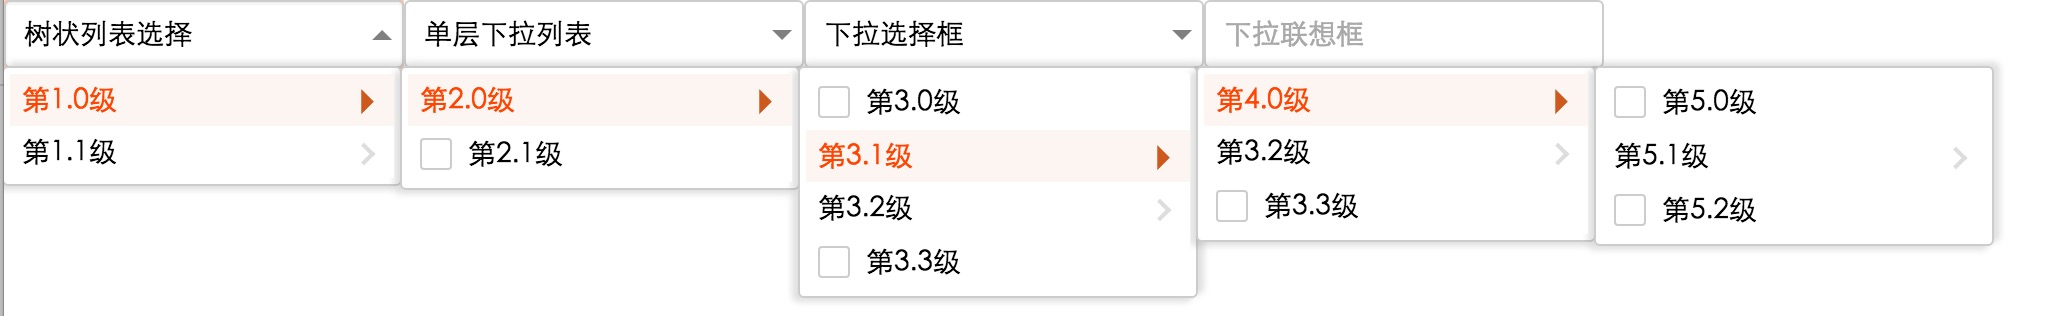 树状列表选择
单层下拉列表
下拉选择框
下拉联想框
第1.0级
第1.1级
第2.0级
第2.1级
第3.0级
第3.1级
第3.2级
第3.3级
第4.0级
第3.2级
第3.3级
第5.0级
第5.1级
第5.2级